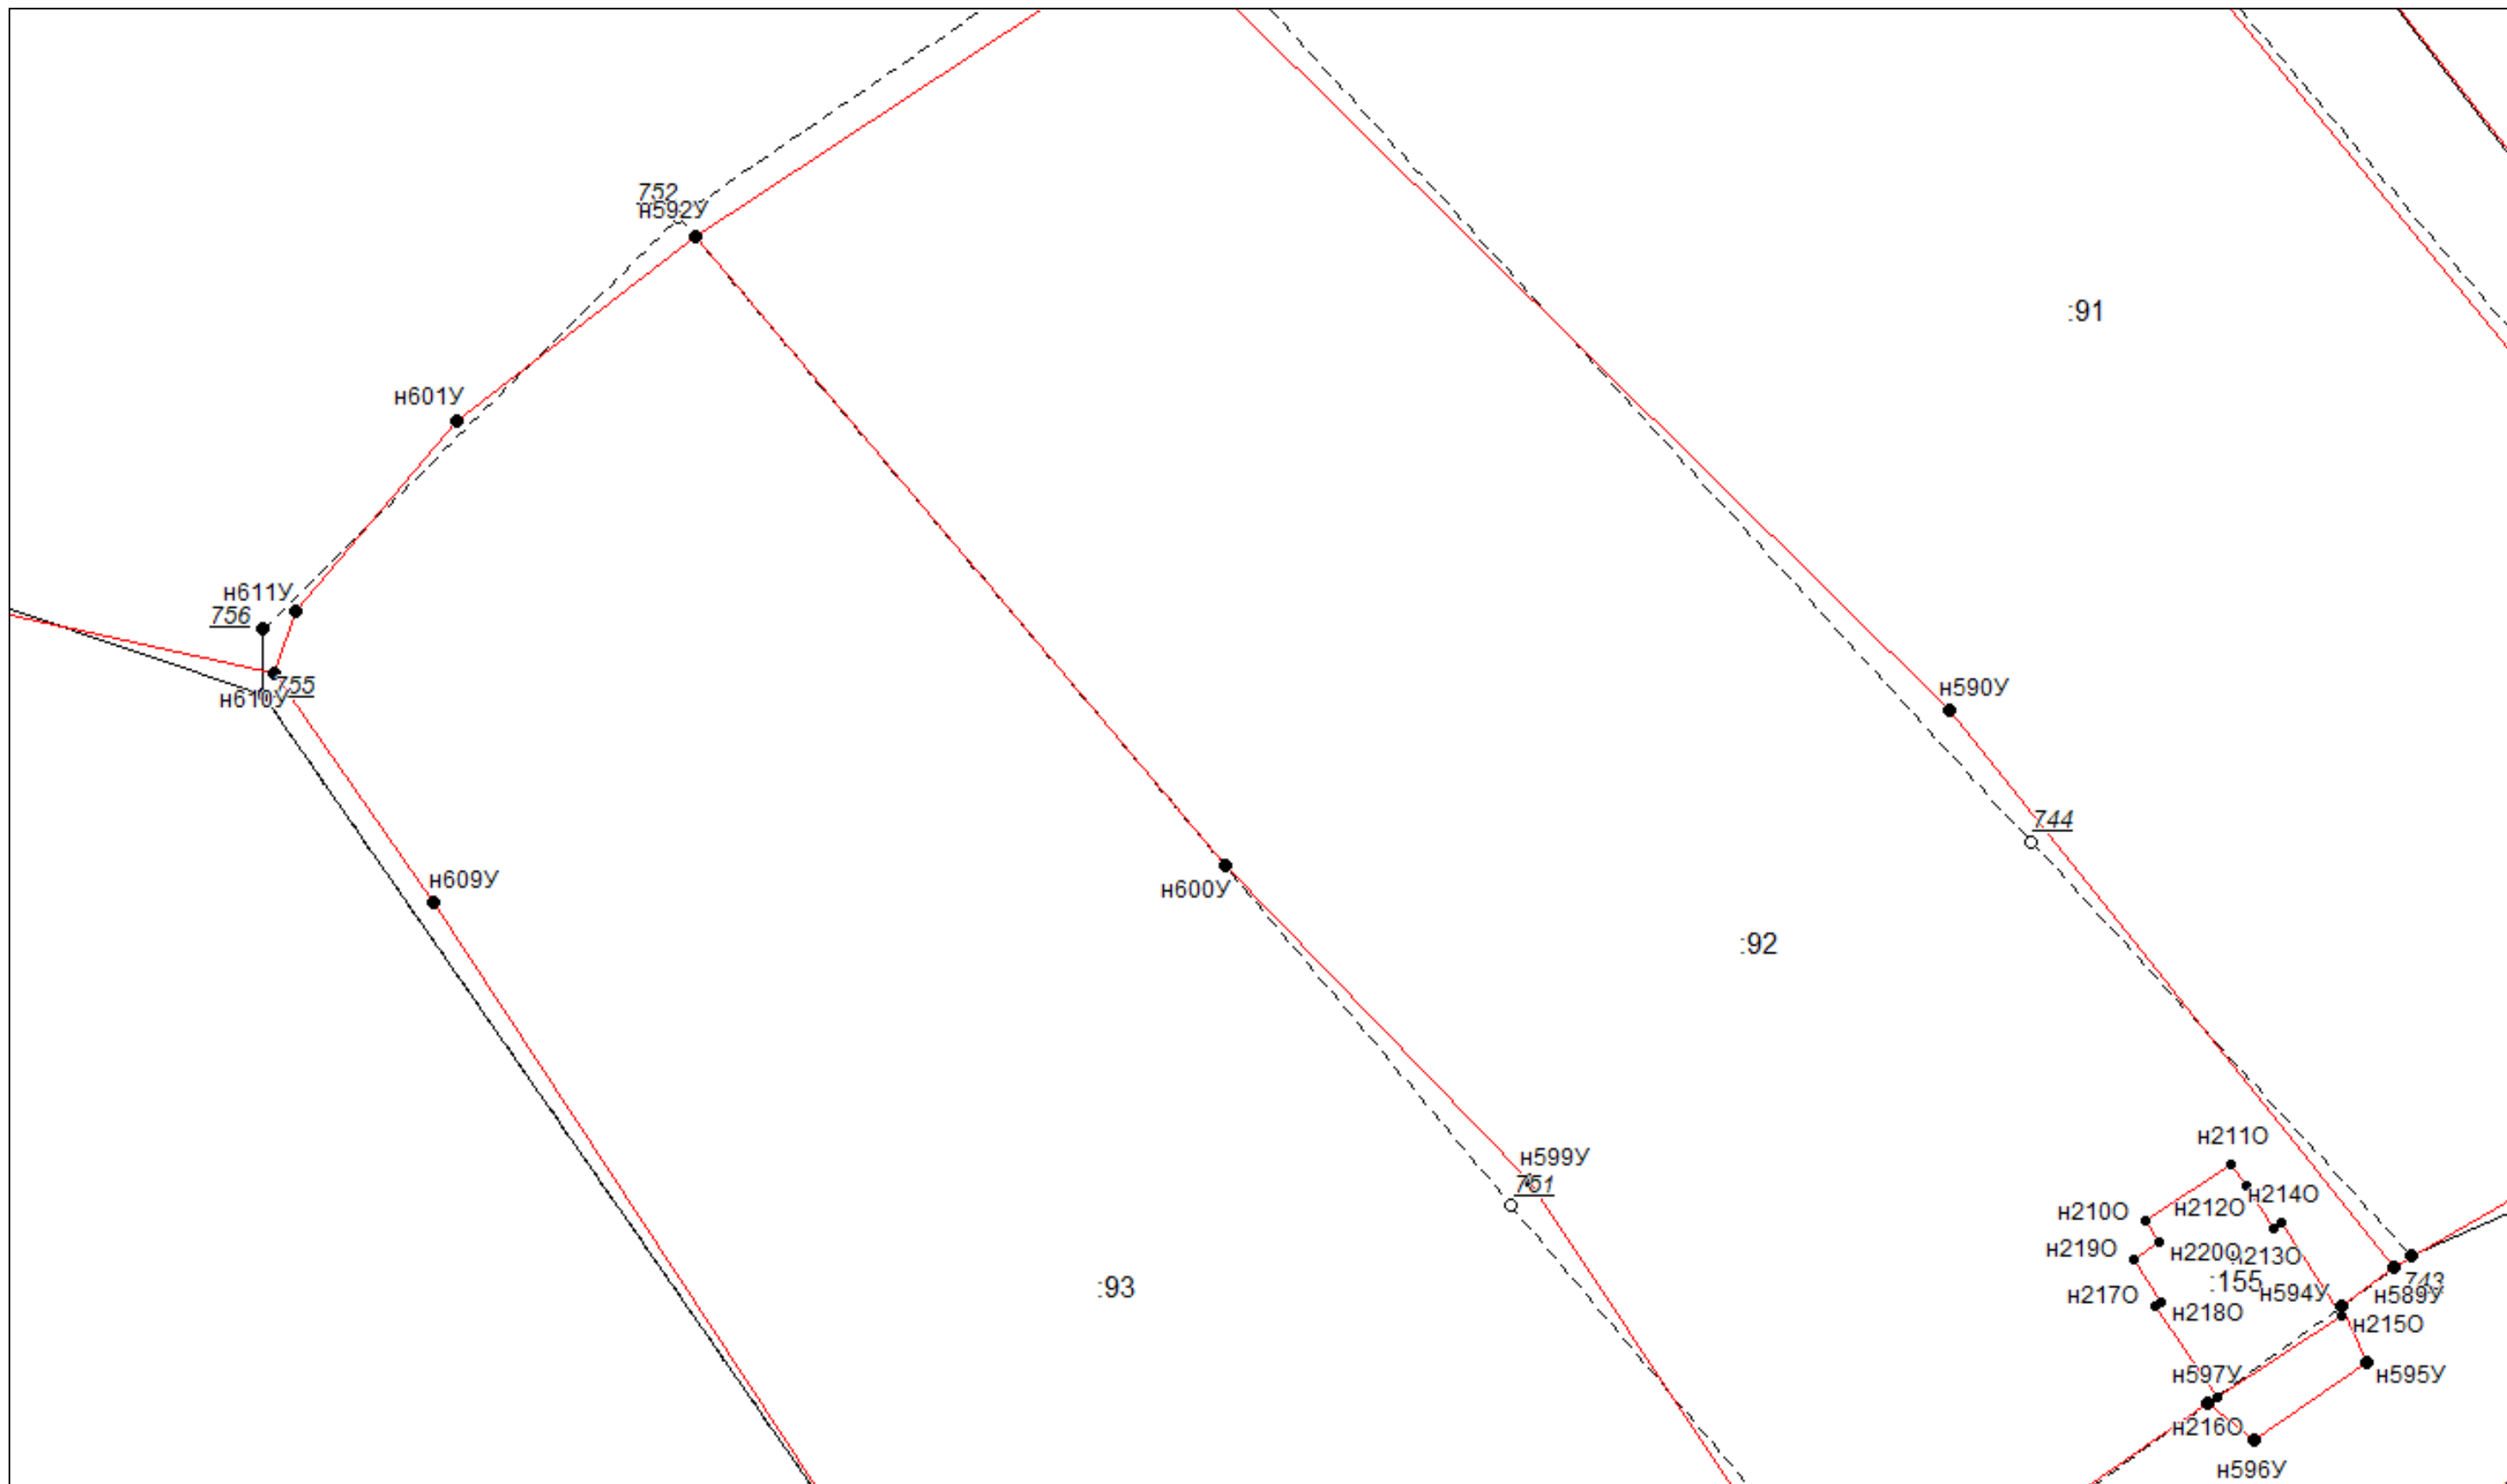 752
н592У
:91
н601У
н611У
756
755
н610У
н590У
744
н609У
н600У
:92
н599У
751
н211О
н214О
н212О
н210О
н219О
н220О
н213О
:155
743
:93
н594У
н589У
н217О
н218О
н215О
н597У
н595У
н216О
н596У